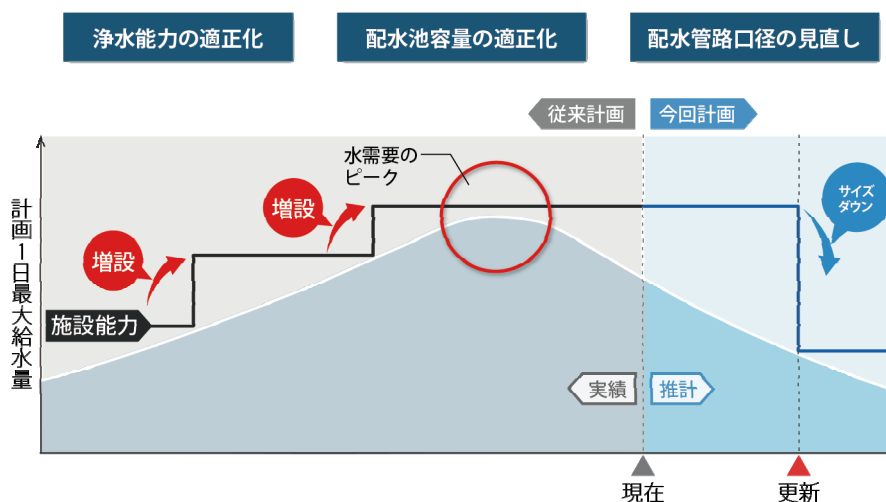 浄水能力の適正化
配水池容量の適正化
配水管路口径の見直し
従来計画
今回計画
水需要の
ピーク
増設
増設
サイズ
ダウン
計画1日最大給水量
施設能力
実績
推計
現在
更新